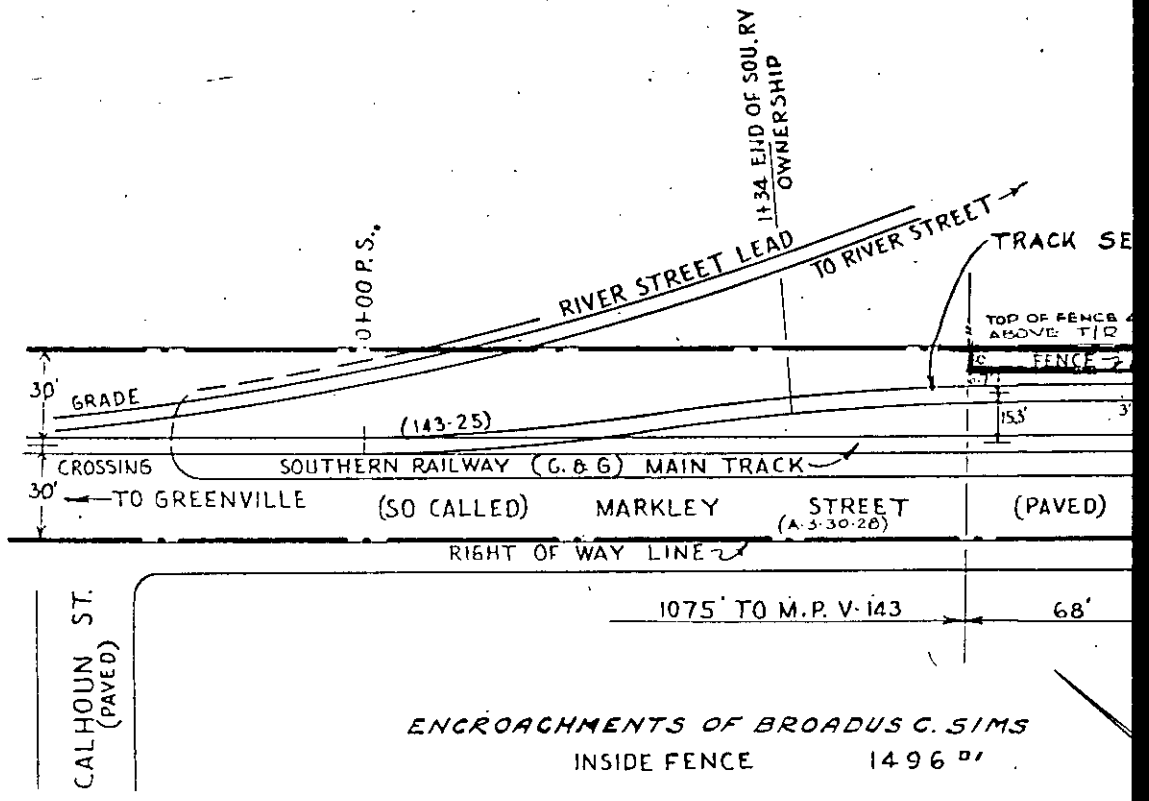 1+34 END OF SOU. RY
OWNERSHIP
0+00 P.S.
RIVER STREET LEAD
TO RIVER STREET
TRACK SE
TOP OF FENCE 4
ABOVE T/R
FENCE
30'
GRADE
(143-25)
15.3'
3'
CROSSING
SOUTHERN RAILWAY (C. & G) MAIN TRACK
30'
TO GREENVILLE
(SO CALLED)
MARKLEY
STREET
(PAVED)
(A-3-30-28)
RIGHT OF WAY LINE
1075' TO M.P. V-143
68'
CALHOUN ST.
(PAVED)
ENCROACHMENTS OF BROADUS C. SIMS
INSIDE FENCE 1496 □'